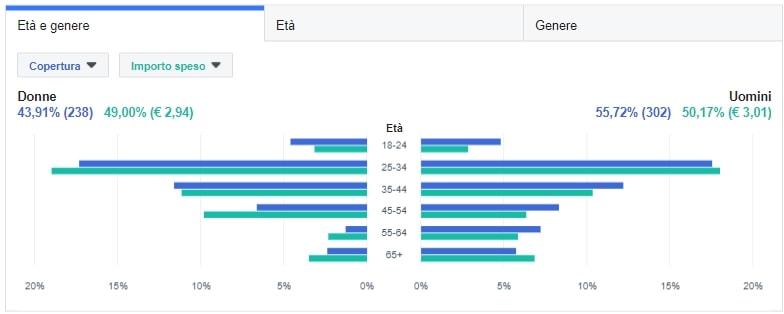 Età e genere
Età
Genere
Copertura
Importo speso
Donne
Uomini
43,91% (238) 49,00% (€ 2,94)
55,72% (302) 50,17% (€ 3,01)
Età
18-24
25-34
35-44
45-54
55-64
65+
20% 15% 10% 5% 0% 0% 5% 10% 15% 20%